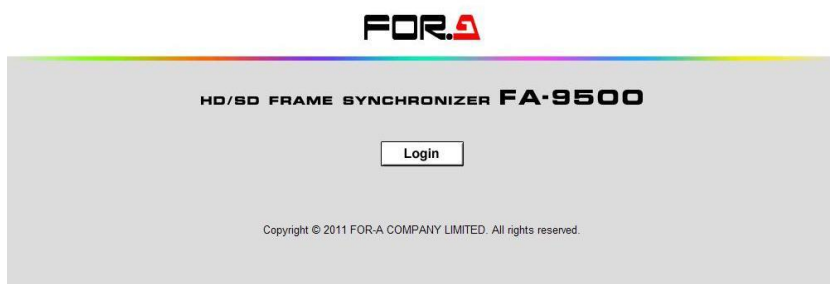 FOR.A
HD/SD FRAME SYNCHRONIZER FA-9500
Login
Copyright © 2011 FOR-A COMPANY LIMITED. All rights reserved.